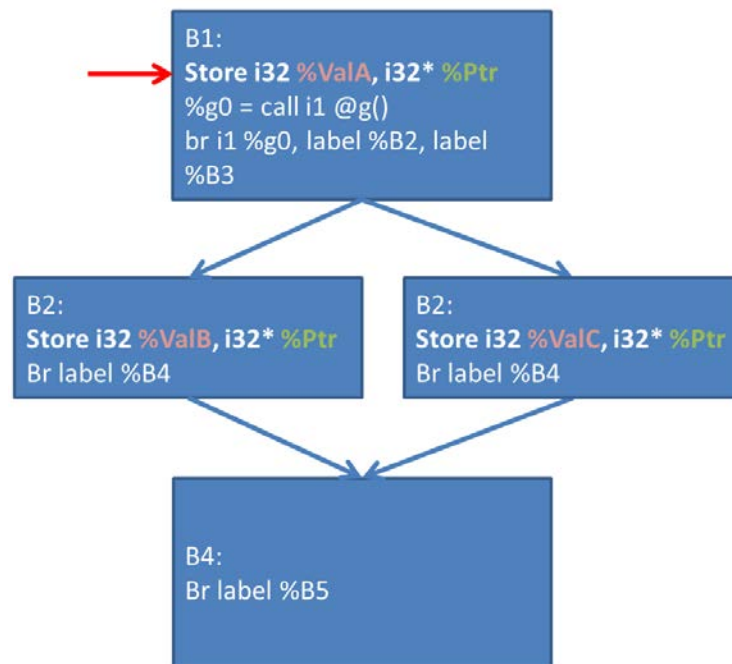 B1:
Store i32 %ValA, i32* %Ptr
%g0 = call i1 @g()
br i1 %g0, label %B2, label
%B3
B2:
Store i32 %ValB, i32* %Ptr
Br label %B4
B2:
Store i32 %ValC, i32* %Ptr
Br label %B4
B4:
Br label %B5